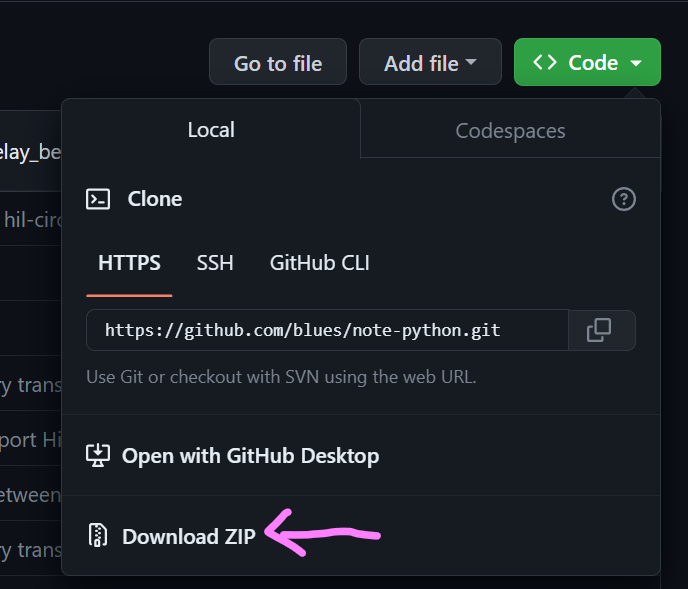 Go to file
Add file
Code
Local
Codespaces
Clone
HTTPS
SSH
GitHub CLI
https://github.com/blues/note-python.git
Use Git or checkout with SVN using the web URL.
Open with GitHub Desktop
Download ZIP
elay_be
hil-circ
ry trans
port Hi
etween
ry trans